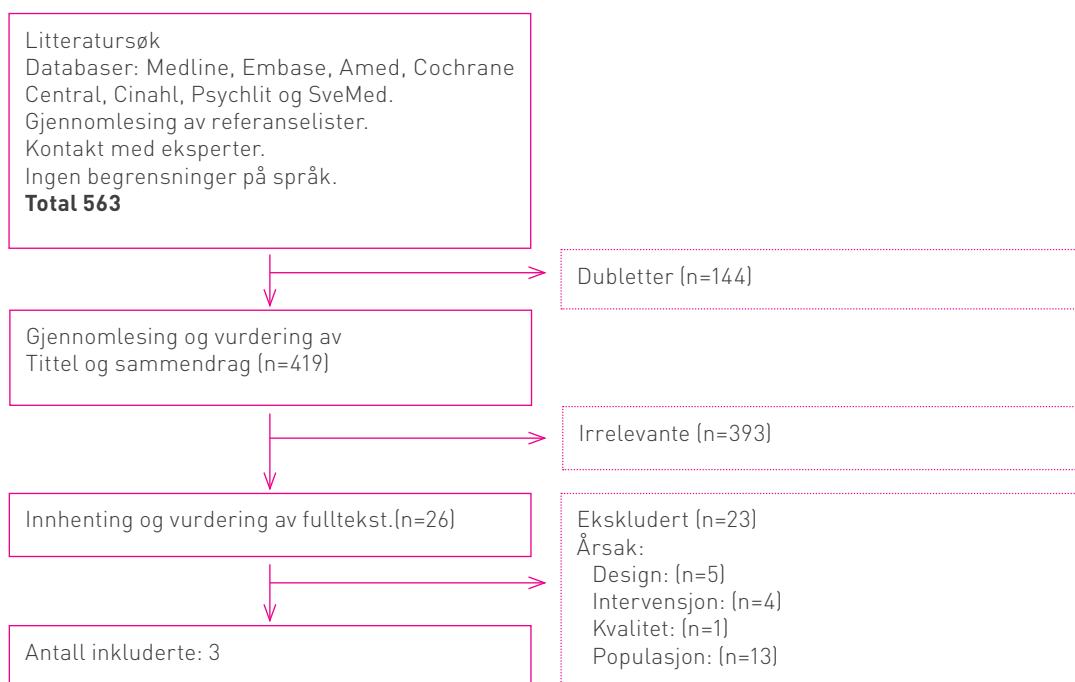 Litteratursøk
Databaser: Medline, Embase, Amed, Cochrane
Central, Cinahl, Psychlit og SveMed.
Gjennomlesing av referanselister.
Kontakt med eksperter.
Ingen begrensninger på språk.
Total 563
Dubletter (n=144)
Gjennomlesing og vurdering av
Tittel og sammendrag (n=419)
Irrelevante (n=393)
Innhenting og vurdering av fulltekst.(n=26)
Ekskludert (n=23)
Årsak:
Design: (n=5)
Intervensjon: (n=4)
Kvalitet: (n=1)
Populasjon: (n=13)
Antall inkluderte: 3